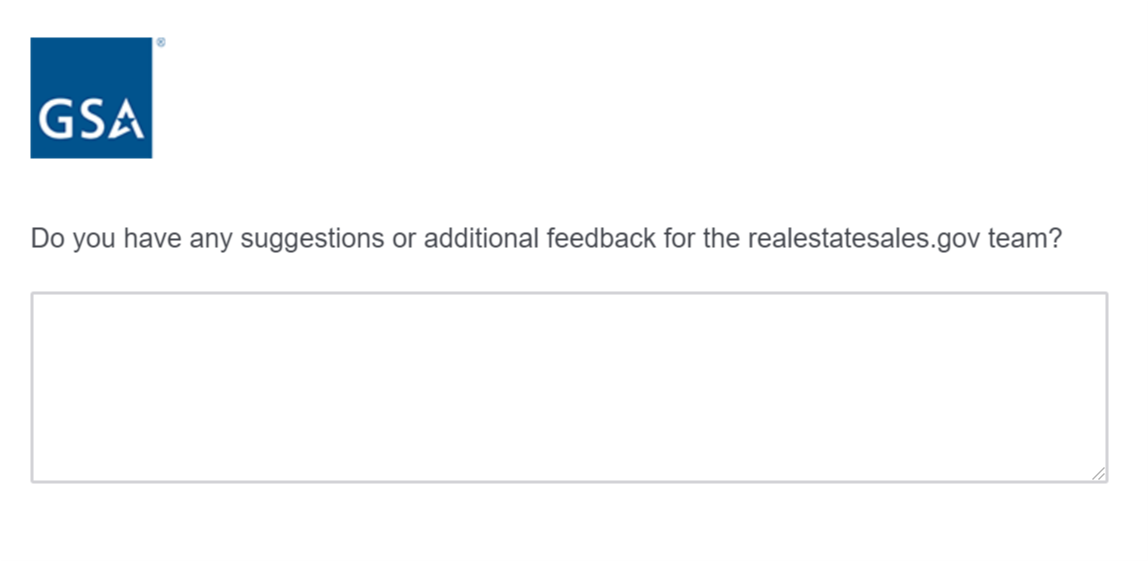 ®
GSA
Do you have any suggestions or additional feedback for the realestatesales.gov team?